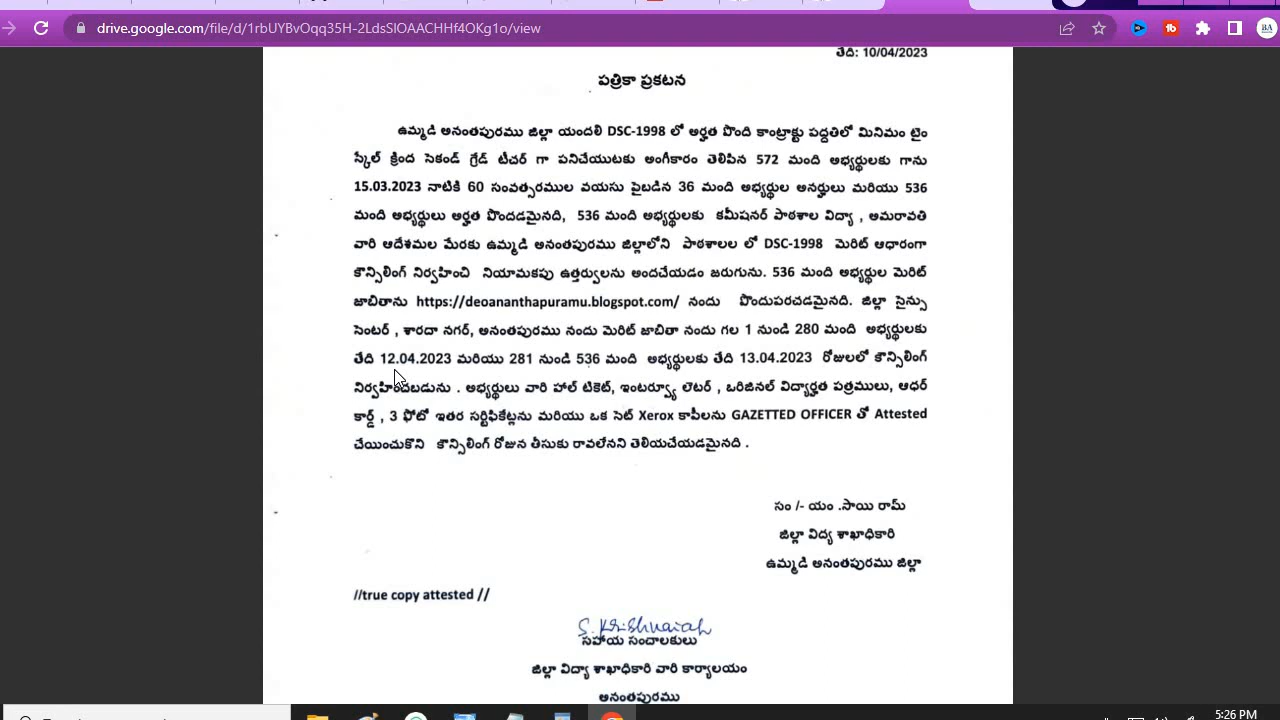 drive.google.com/file/d/1rbUYBvOqq35H-2LdsSlOAACHHf4OKg1o/view
BA
తేది: 10/04/2023
పత్రికా ప్రకటన
ఉమ్మడి అనంతపురము జిల్లా యందలి DSC-1998 లో అర్హత పొంది కాంట్రాక్టు పద్దతిలో మినిమం టైం
స్కేల్ క్రింద సెకండ్ గ్రేడ్ టీచర్ గా పనిచేయుటకు అంగీకారం తెలిపిన 572 మంది అభ్యర్థులకు గాను
15.03.2023 నాటికి 60 సంవత్సరముల వయసు పైబడిన 36 మంది అభ్యర్థుల అనర్హులు మరియు 536
మంది అభ్యర్థులు అర్హత పొందడమైనది, 536 మంది అభ్యర్థులకు కమీషనర్ పాఠశాల విద్యా , అమరావతి
వారి ఆదేశముల మేరకు ఉమ్మడి అనంతపురము జిల్లాలోని పాఠశాలల లో DSC-1998 మెరిట్ ఆధారంగా
కౌన్సిలింగ్ నిర్వహించి నియామకపు ఉత్తర్వులను అందచేయడం జరుగును. 536 మంది అభ్యర్థుల మెరిట్
జాబితాను https://deoananthapuramu.blogspot.com/ నందు పొందుపరచడమైనది. జిల్లా సైన్సు
సెంటర్ , శారదా నగర్, అనంతపురము నందు మెరిట్ జాబితా నందు గల 1 నుండి 280 మంది అభ్యర్థులకు
తేది 12.04.2023 మరియు 281 నుండి 536 మంది అభ్యర్థులకు తేది 13.04.2023 రోజులలో కౌన్సిలింగ్
నిర్వహించబడును . అభ్యర్థులు వారి హాల్ టికెట్, ఇంటర్వ్యూ లెటర్ , ఒరిజినల్ విద్యార్హత పత్రములు, ఆధర్
కార్డ్ , 3 ఫోటో ఇతర సర్టిఫికేట్లను మరియు ఒక సెట్ Xerox కాపీలను GAZETTED OFFICER తో Attested
చేయించుకొని కౌన్సిలింగ్ రోజున తీసుకు రావలేనని తెలియచేయడమైనది .
సం /- యం .సాయి రామ్
జిల్లా విద్య శాఖాధికారి
ఉమ్మడి అనంతపురము జిల్లా
//true copy attested //
S. Krishnaiah
సహాయ సంచాలకులు
జిల్లా విద్యా శాఖాధికారి వారి కార్యాలయం
అనంతపురము
5:26 PM